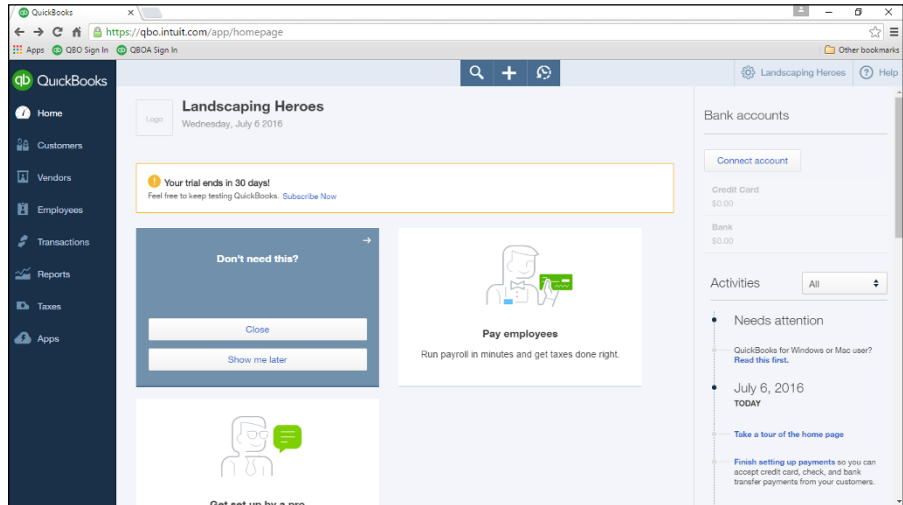 QuickBooks
https://qbo.intuit.com/app/homepage
Apps QBO Sign In QBOA Sign In Other bookmarks
qb QuickBooks
Landscaping Heroes Help
Home
Customers
Vendors
Employees
Transactions
Reports
Taxes
Apps
Logo
Landscaping Heroes
Wednesday, July 6 2016
Your trial ends in 30 days!
Feel free to keep testing QuickBooks. Subscribe Now
Don't need this?
Close
Show me later
Pay employees
Run payroll in minutes and get taxes done right.
Get set up by a pro
Bank accounts
Connect account
Credit Card
$0.00
Bank
$0.00
Activities All
Needs attention
QuickBooks for Windows or Mac user?
Read this first.
July 6, 2016
TODAY
Take a tour of the home page
Finish setting up payments so you can
accept credit card, check, and bank
transfer payments from your customers.